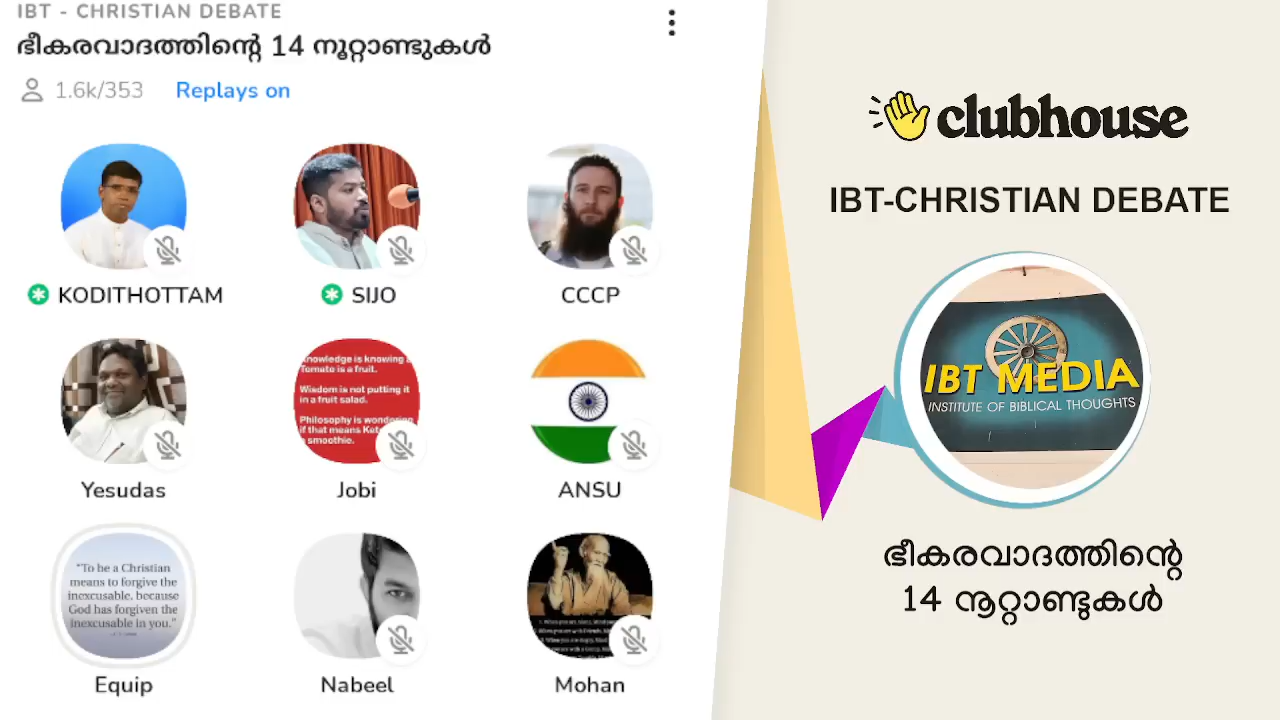 IBT - CHRISTIAN DEBATE
ഭീകരവാദത്തിന്റെ 14 നൂറ്റാണ്ടുകൾ
1.6k/353 Replays on
KODITHOTTAM SIJO CCCP
Knowledge is knowing a
Tomato is a fruit.
Wisdom is not putting it
in a fruit salad.
Philosophy is wondering
if that means
a smoothie.
Yesudas Jobi ANSU
"To be a Christian
means to forgive the
inexcusable, because
God has forgiven the
inexcusable in you."
Equip Nabeel Mohan
clubhouse
IBT-CHRISTIAN DEBATE
IBT MEDIA
INSTITUTE OF BIBLICAL THOUGHTS
ഭീകരവാദത്തിന്റെ
14 നൂറ്റാണ്ടുകൾ